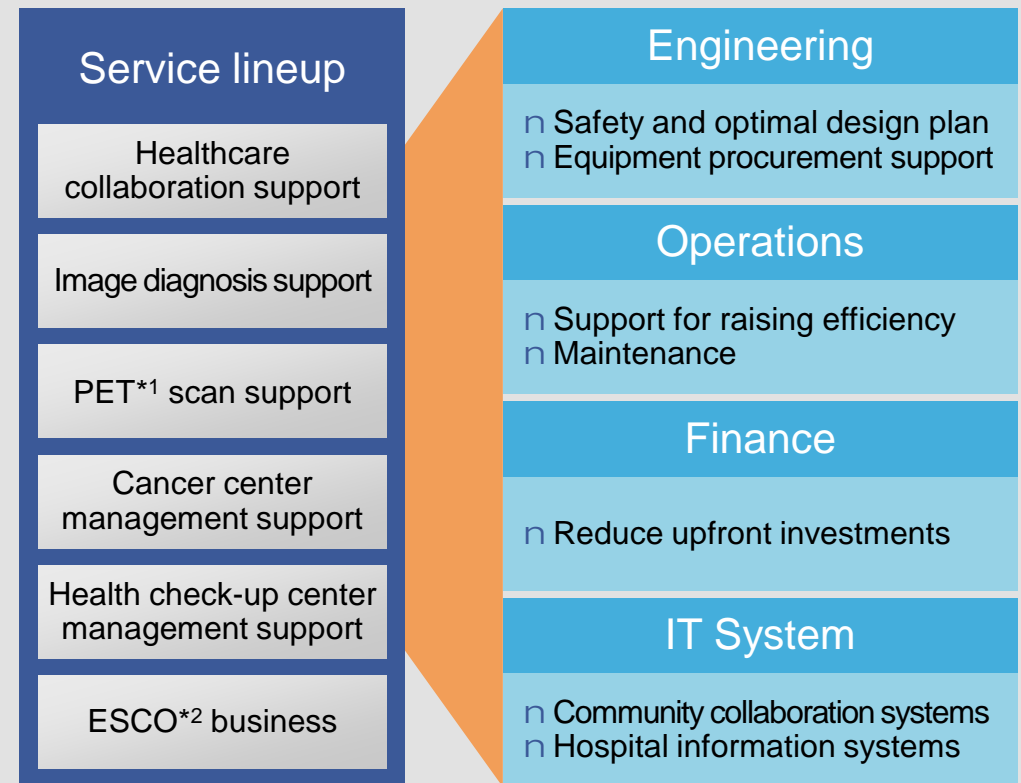 Service lineup
Healthcare
collaboration support
Image diagnosis support
PET*1 scan support
Cancer center
management support
Health check-up center
management support
ESCO*2 business
Engineering
n Safety and optimal design plan
n Equipment procurement support
Operations
n Support for raising efficiency
n Maintenance
Finance
n Reduce upfront investments
IT System
n Community collaboration systems
n Hospital information systems